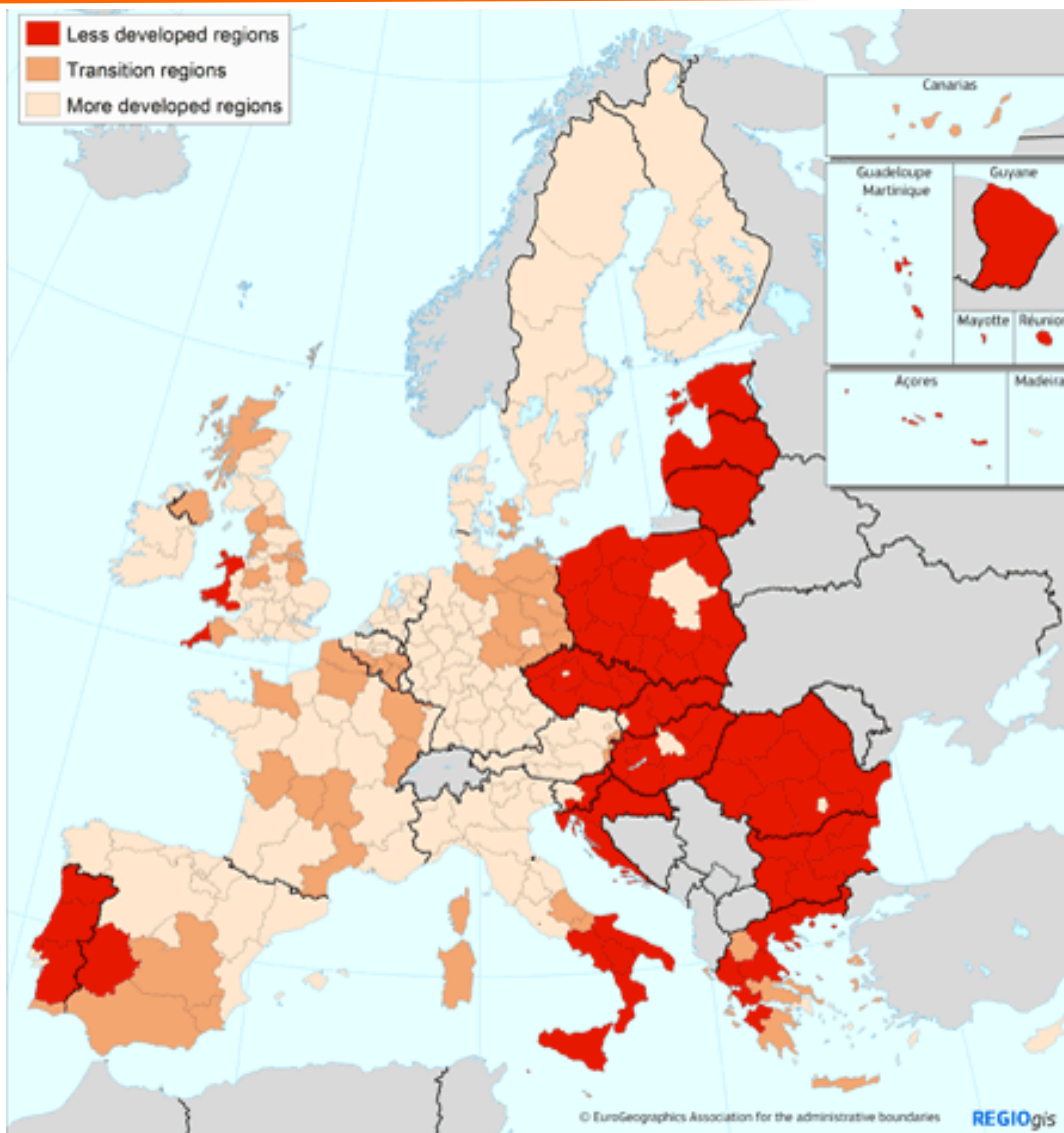 Less developed regions
Transition regions
More developed regions
Canarias
Guadeloupe
Martinique
Guyane
Mayotte
Réunion
Açores
Madeira
© EuroGeographics Association for the administrative boundaries
REGIOgis